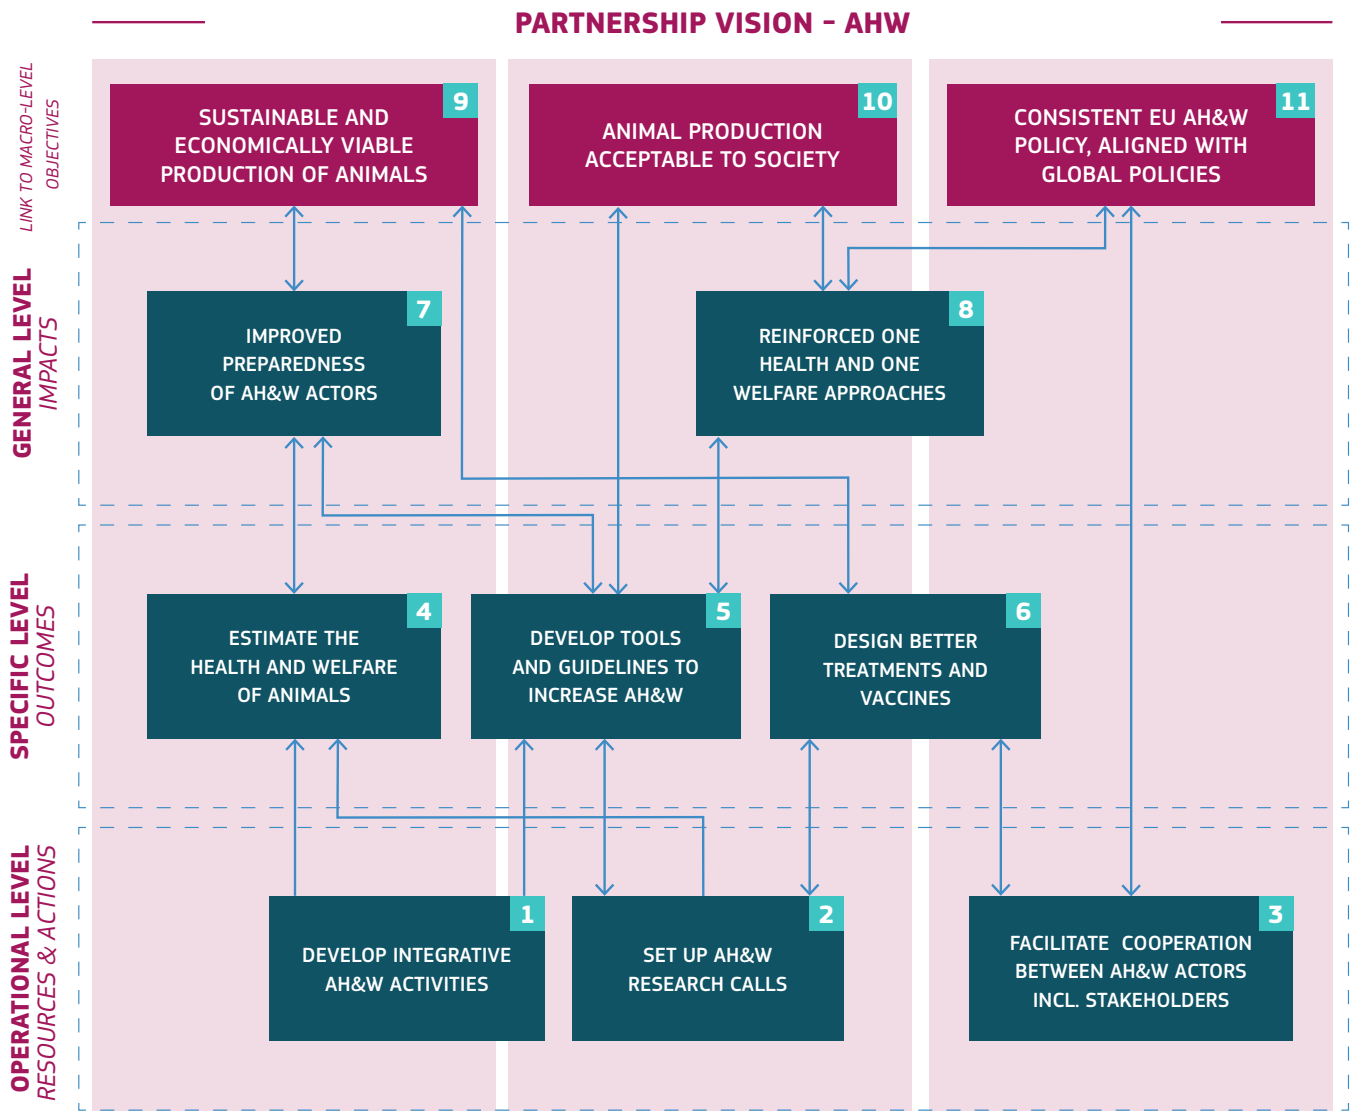 PARTNERSHIP VISION – AHW
LINK TO MACRO-LEVEL
OBJECTIVES
9
SUSTAINABLE AND
ECONOMICALLY VIABLE
PRODUCTION OF ANIMALS
10
ANIMAL PRODUCTION
ACCEPTABLE TO SOCIETY
11
CONSISTENT EU AH&W
POLICY, ALIGNED WITH
GLOBAL POLICIES
GENERAL LEVEL
IMPACTS
7
IMPROVED
PREPAREDNESS
OF AH&W ACTORS
8
REINFORCED ONE
HEALTH AND ONE
WELFARE APPROACHES
SPECIFIC LEVEL
OUTCOMES
4
ESTIMATE THE
HEALTH AND WELFARE
OF ANIMALS
5
DEVELOP TOOLS
AND GUIDELINES TO
INCREASE AH&W
6
DESIGN BETTER
TREATMENTS AND
VACCINES
OPERATIONAL LEVEL
RESOURCES & ACTIONS
1
DEVELOP INTEGRATIVE
AH&W ACTIVITIES
2
SET UP AH&W
RESEARCH CALLS
3
FACILITATE COOPERATION
BETWEEN AH&W ACTORS
INCL. STAKEHOLDERS